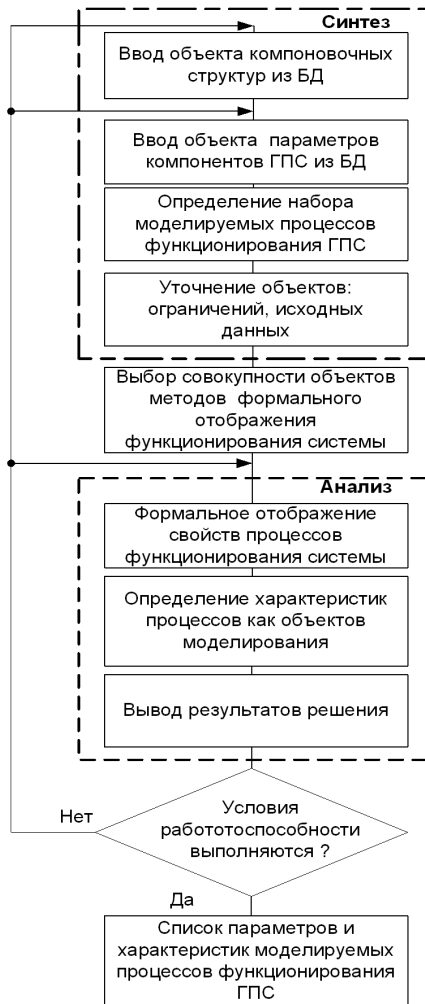 Синтез
Ввод объекта компоновочных
структур из БД
Ввод объекта параметров
компонентов ГПС из БД
Определение набора
моделируемых процессов
функционирования ГПС
Уточнение объектов:
ограничений, исходных
данных
Выбор совокупности объектов
методов формального
отображения
функционирования системы
Анализ
Формальное отображение
свойств процессов
функционирования системы
Определение характеристик
процессов как объектов
моделирования
Вывод результатов решения
Нет
Условия
работотоспособности
выполняются ?
Да
Список параметров и
характеристик моделируемых
процессов функционирования
ГПС